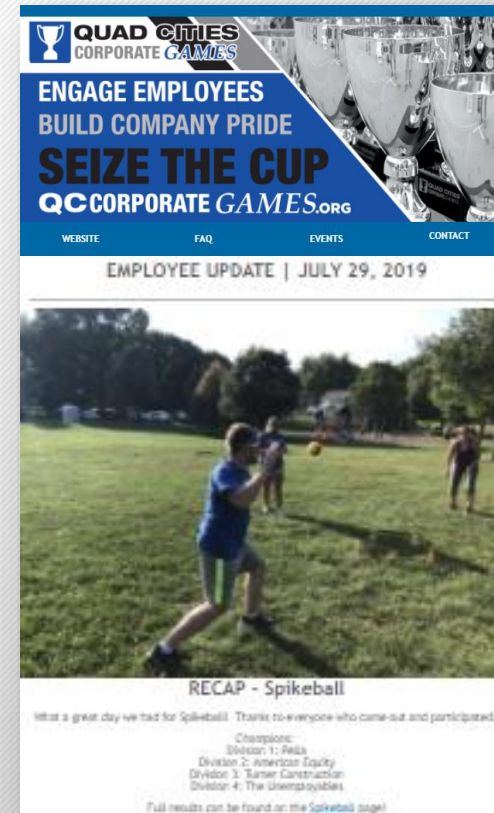 QUAD CITIES
CORPORATE GAMES
ENGAGE EMPLOYEES
BUILD COMPANY PRIDE
SEIZE THE CUP
QCCORPORATE GAMES.ORG
WEBSITE FAQ EVENTS CONTACT
EMPLOYEE UPDATE | JULY 29, 2019
RECAP - Spikeball
What a great day we had for Spikeball! Thanks to everyone who came out and participated.
Champions:
Division 1: Pella
Division 2: American Equity
Division 3: Turner Construction
Division 4: The Unemployables
Full results can be found on the Spikeball page!